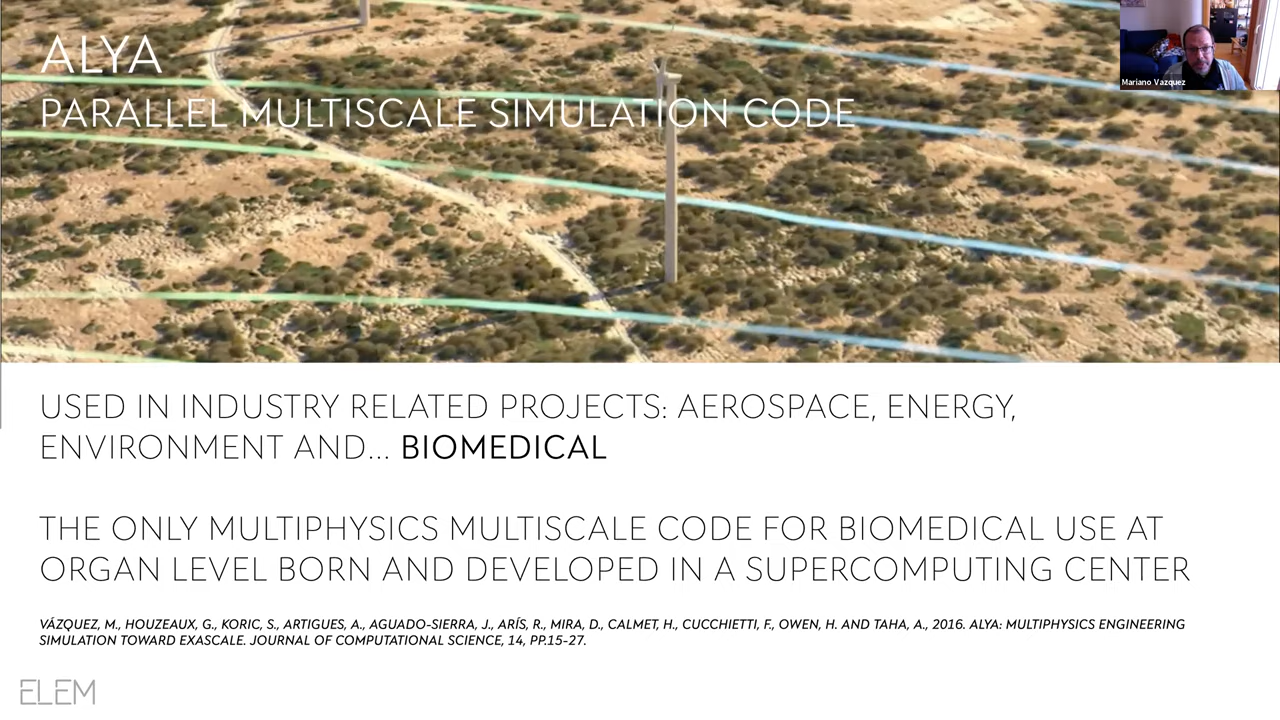 ALYA
PARALLEL MULTISCALE SIMULATION CODE
Mariano Vazquez
USED IN INDUSTRY RELATED PROJECTS: AEROSPACE, ENERGY,
ENVIRONMENT AND... BIOMEDICAL
THE ONLY MULTIPHYSICS MULTISCALE CODE FOR BIOMEDICAL USE AT
ORGAN LEVEL BORN AND DEVELOPED IN A SUPERCOMPUTING CENTER
VÁZQUEZ, M., HOUZEAUX, G., KORIC, S., ARTIGUES, A., AGUADO-SIERRA, J., ARÍS, R., MIRA, D., CALMET, H., CUCCHIETTI, F., OWEN, H. AND TAHA, A., 2016. ALYA: MULTIPHYSICS ENGINEERING
SIMULATION TOWARD EXASCALE. JOURNAL OF COMPUTATIONAL SCIENCE, 14, PP.15-27.
ELEM